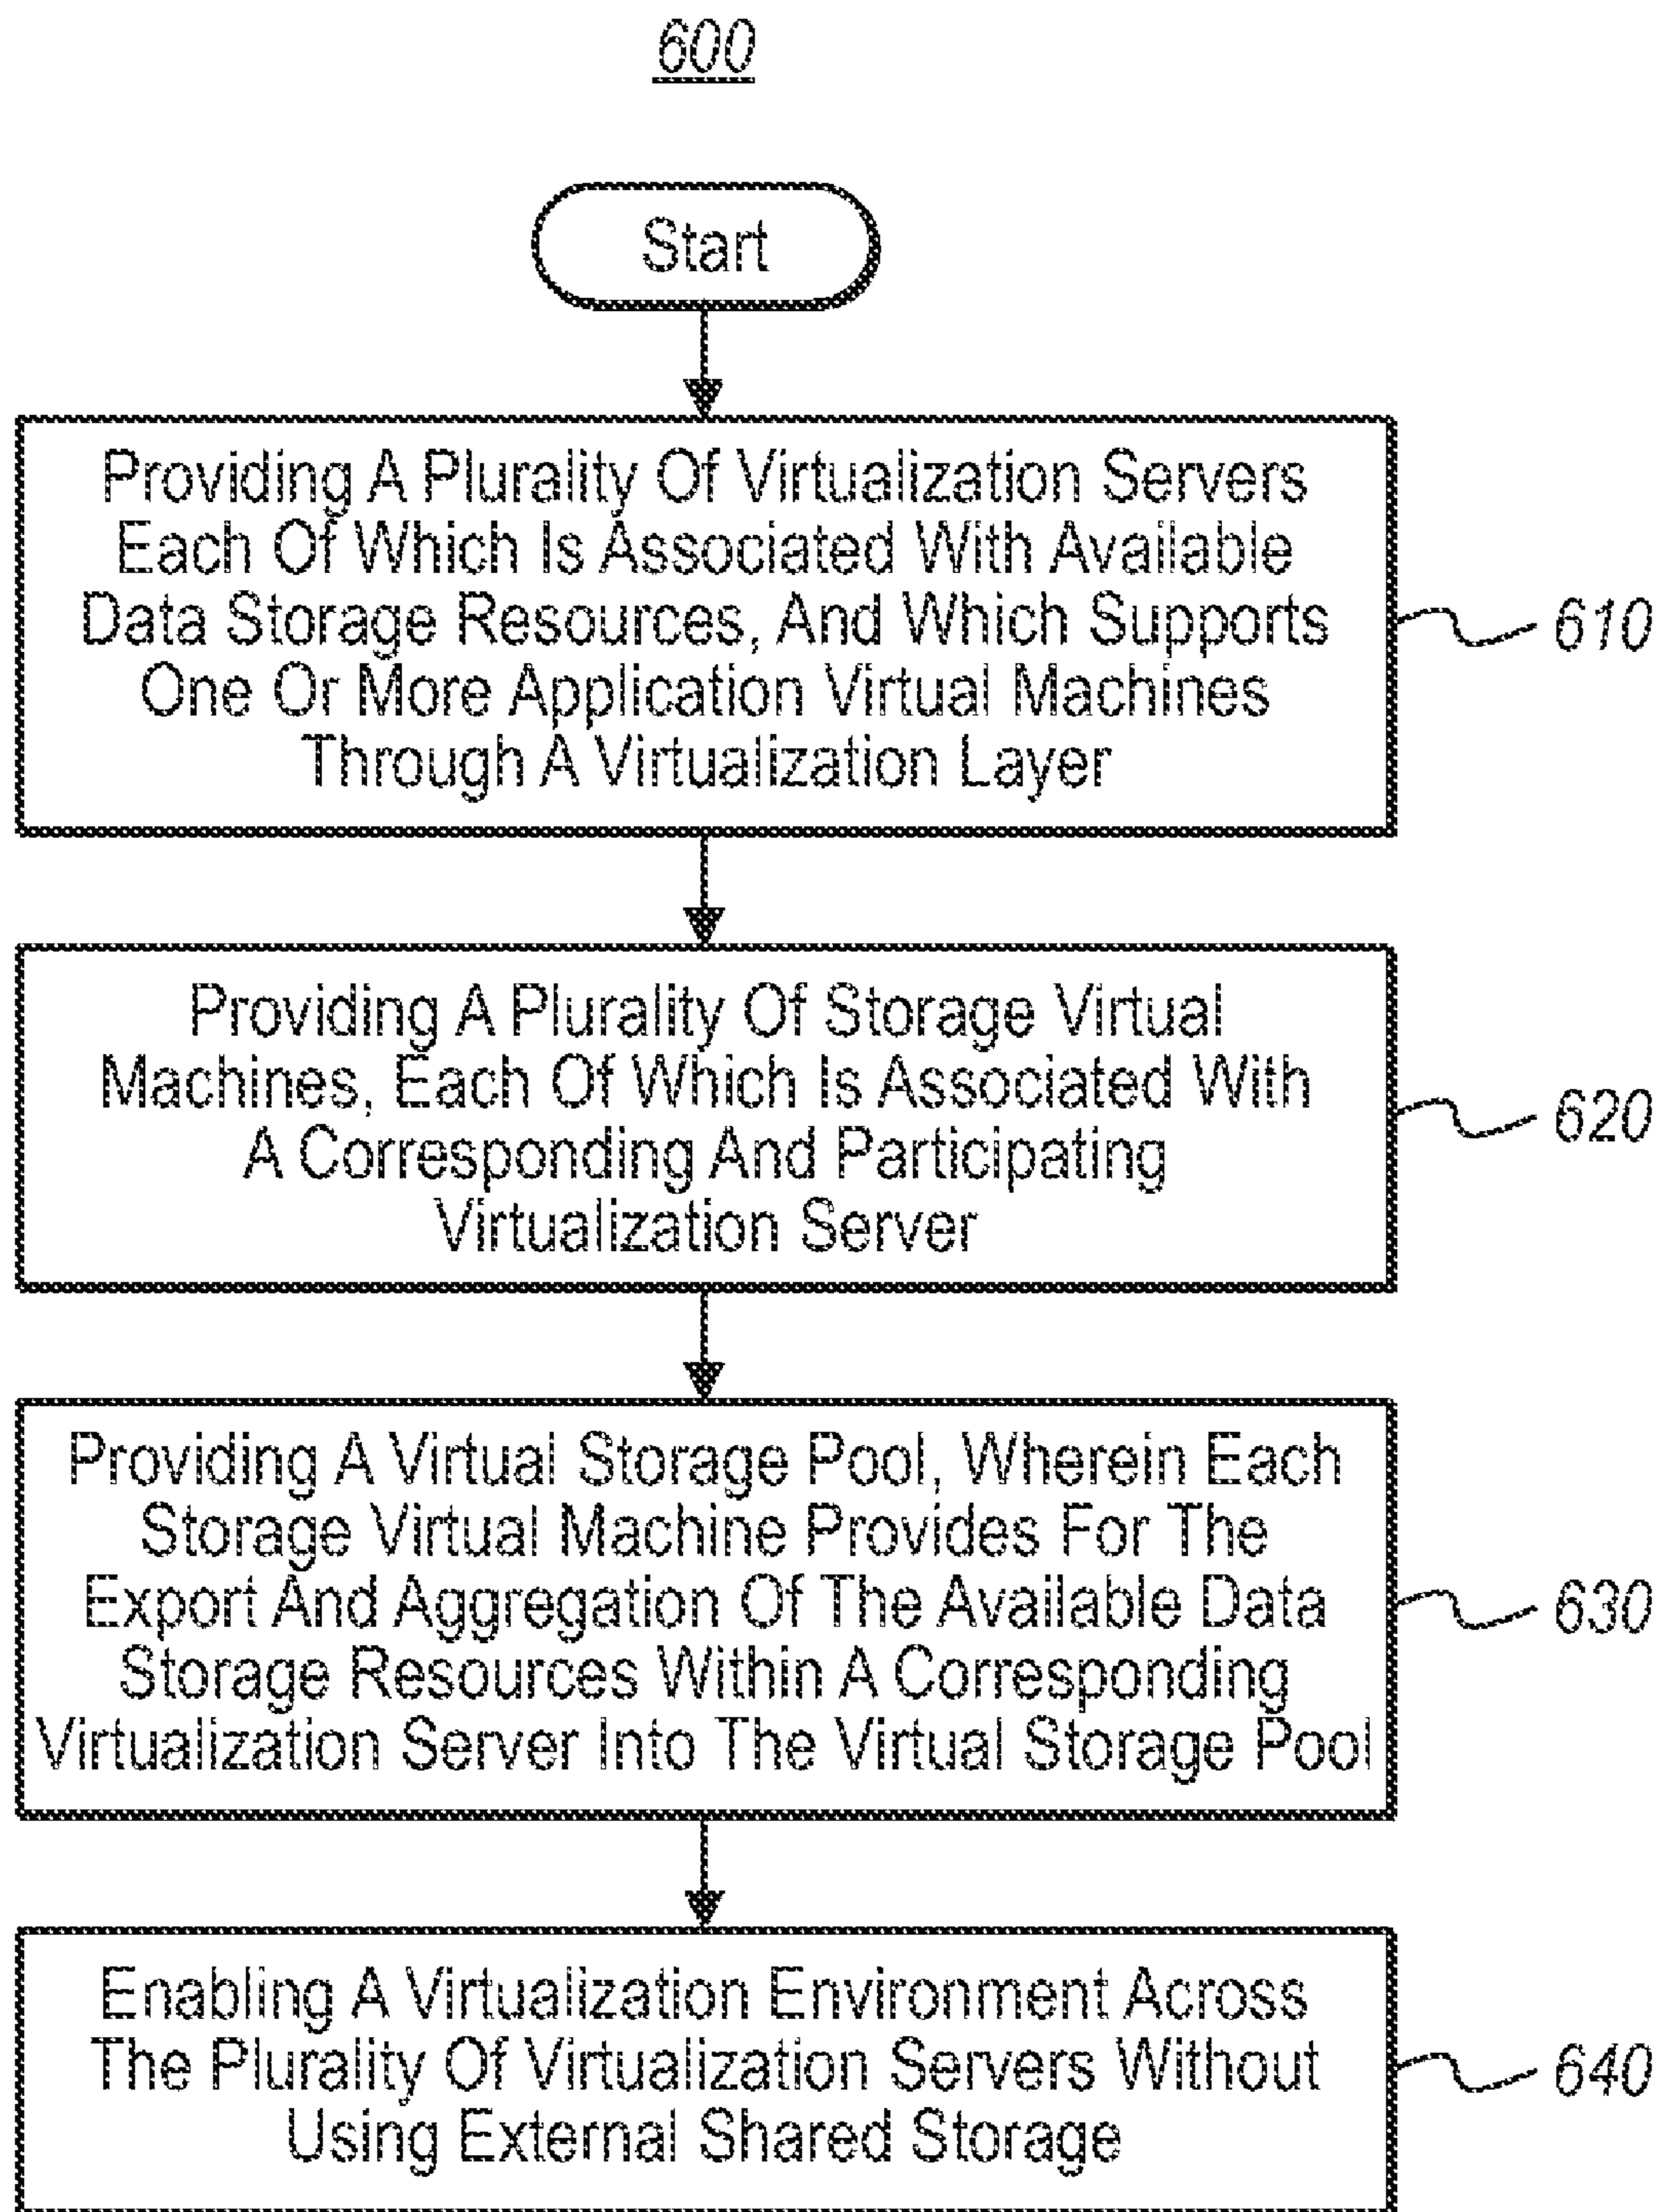 600
Start
Providing A Plurality Of Virtualization Servers
Each Of Which Is Associated With Available
Data Storage Resources, And Which Supports
One Or More Application Virtual Machines
Through A Virtualization Layer
610
Providing A Plurality Of Storage Virtual
Machines, Each Of Which Is Associated With
A Corresponding And Participating
Virtualization Server
620
Providing A Virtual Storage Pool, Wherein Each
Storage Virtual Machine Provides For The
Export And Aggregation Of The Available Data
Storage Resources Within A Corresponding
Virtualization Server Into The Virtual Storage Pool
630
Enabling A Virtualization Environment Across
The Plurality Of Virtualization Servers Without
Using External Shared Storage
640